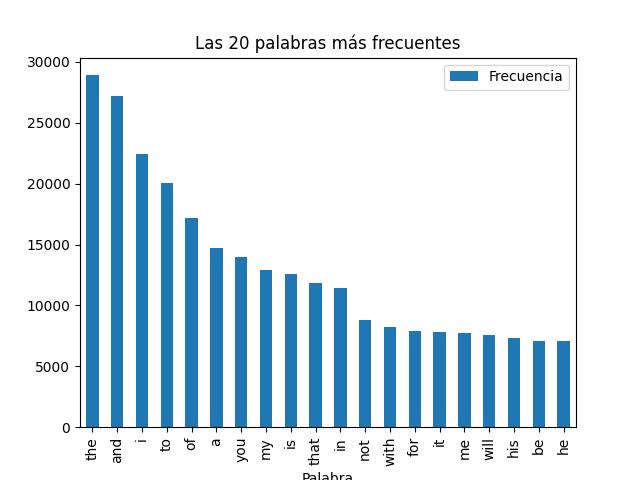 Las 20 palabras más frecuentes
Frecuencia
30000
25000
20000
15000
10000
5000
0
the
and
i
to
of
a
you
my
is
that
in
not
with
for
it
me
will
his
be
he
Palabra